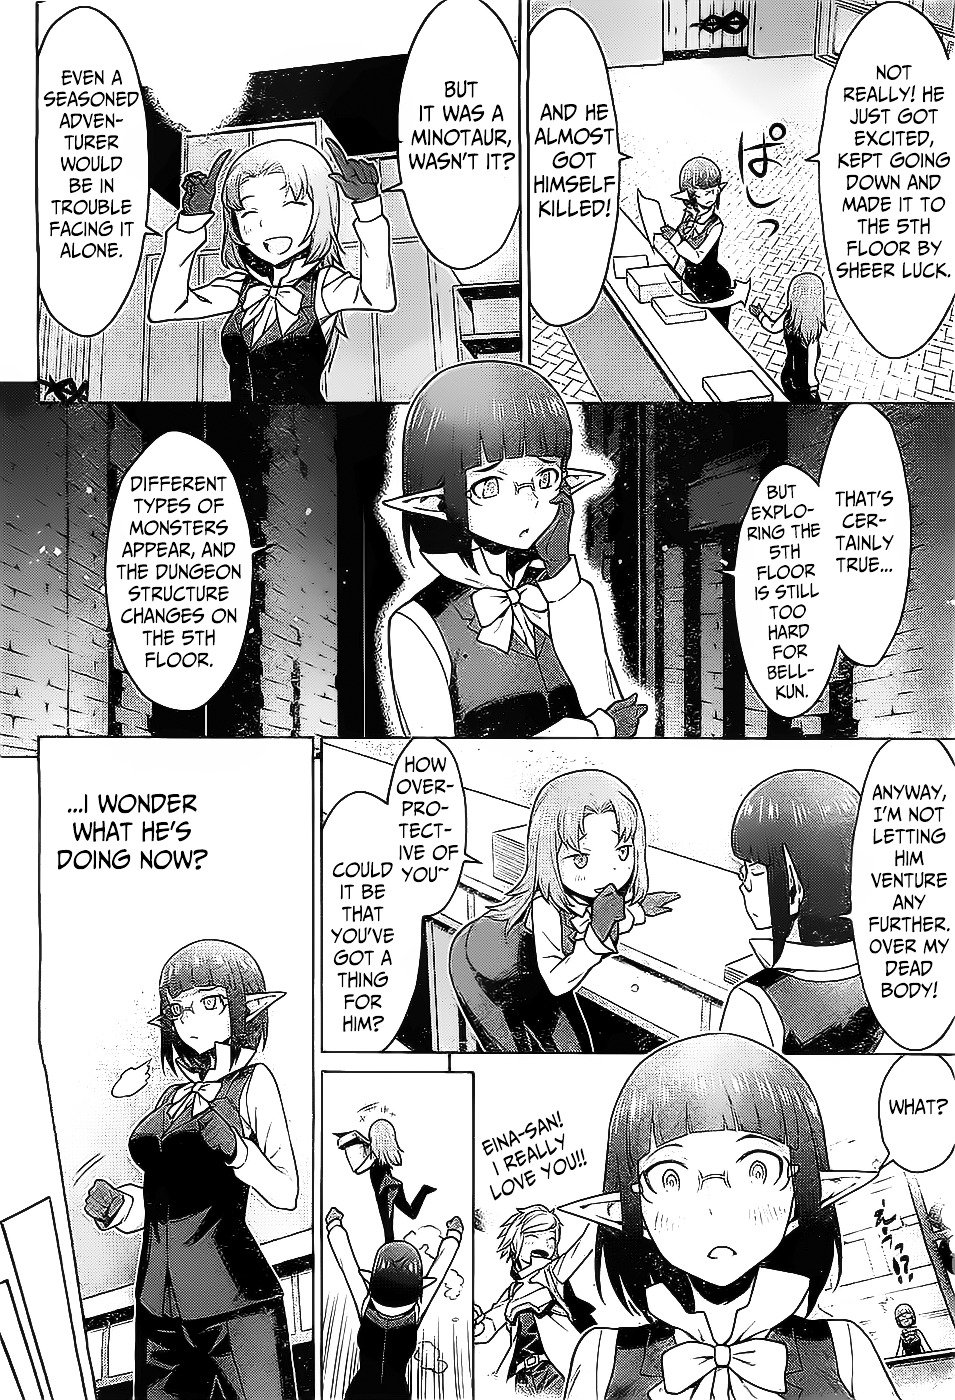 NOT
REALLY! HE
JUST GOT
EXCITED,
KEPT GOING
DOWN AND
MADE IT TO
THE 5TH
FLOOR BY
SHEER LUCK.
AND HE
ALMOST
GOT
HIMSELF
KILLED!
ぱしっ
BUT
IT WAS A
MINOTAUR,
WASN'T IT?
EVEN A
SEASONED
ADVEN-
TURER
WOULD
BE IN
TROUBLE
FACING IT
ALONE.
THAT'S
CER-
TAINLY
TRUE...
BUT
EXPLO-
RING THE
5TH
FLOOR
IS STILL
TOO
HARD
FOR
BELL-
KUN.
DIFFERENT
TYPES OF
MONSTERS
APPEAR, AND
THE DUNGEON
STRUCTURE
CHANGES ON
THE 5TH
FLOOR.
ANYWAY,
I'M NOT
LETTING
HIM
VENTURE
ANY
FURTHER.
OVER MY
DEAD
BODY!
HOW
OVER-
PRO-
TECT-
IVE OF
YOU~
COULD
IT BE
THAT
YOU'VE
GOT A
THING
FOR
HIM?
WHAT?
EINA-SAN!
I REALLY
LOVE YOU!!
...I WONDER
WHAT HE'S
DOING NOW?